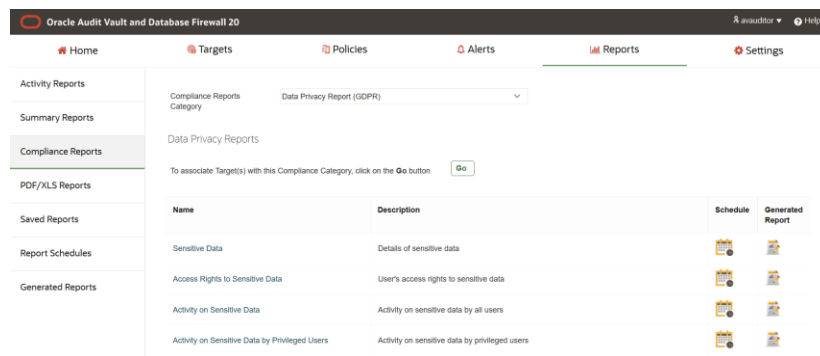 Oracle Audit Vault and Database Firewall 20
avauditor
Help
Home
Targets
Policies
Alerts
Reports
Settings
Activity Reports
Summary Reports
Compliance Reports
PDF/XLS Reports
Saved Reports
Report Schedules
Generated Reports
Compliance Reports
Category
Data Privacy Report (GDPR)
Data Privacy Reports
To associate Target(s) with this Compliance Category, click on the Go button
Go
Name Description Schedule Generated
Report
Sensitive Data Details of sensitive data
Access Rights to Sensitive Data User's access rights to sensitive data
Activity on Sensitive Data Activity on sensitive data by all users
Activity on Sensitive Data by Privileged Users Activity on sensitive data by privileged users